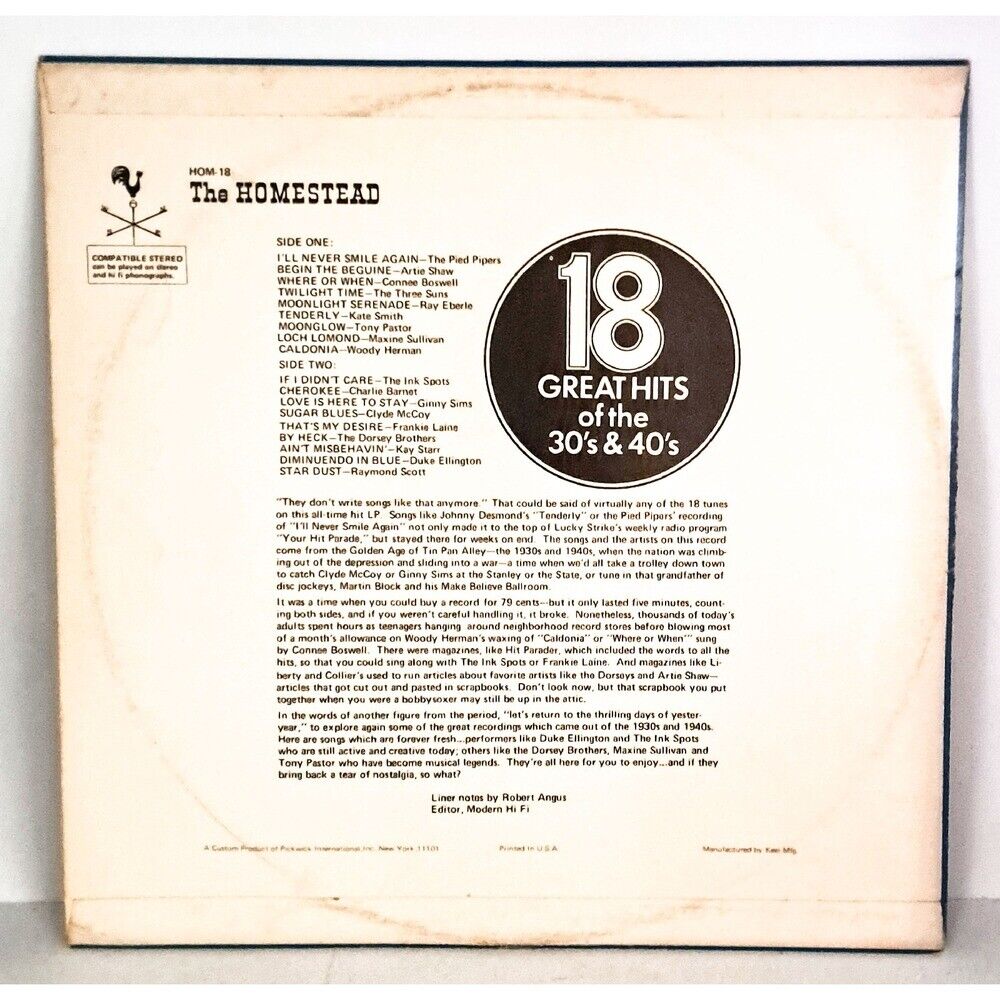 HOM-18
The HOMESTEAD
COMPATIBLE STEREO
can be played on stereo
and hi fi phonographs.
SIDE ONE:
I'LL NEVER SMILE AGAIN—The Pied Pipers
BEGIN THE BEGUINE—Artie Shaw
WHERE OR WHEN—Connee Boswell
TWILIGHT TIME—The Three Suns
MOONLIGHT SERENADE—Ray Eberle
TENDERLY—Kate Smith
MOONGLOW—Tony Pastor
LOCH LOMOND—Maxine Sullivan
CALDONIA—Woody Herman
SIDE TWO:
IF I DIDN'T CARE—The Ink Spots
CHEROKEE—Charlie Barnet
LOVE IS HERE TO STAY—Ginny Sims
SUGAR BLUES—Clyde McCoy
THAT'S MY DESIRE—Frankie Laine
BY HECK—The Dorsey Brothers
AIN'T MISBEHAVIN'—Kay Starr
DIMINUENDO IN BLUE—Duke Ellington
STAR DUST—Raymond Scott
18
GREAT HITS
of the
30's & 40's
"They don't write songs like that anymore." That could be said of virtually any of the 18 tunes
on this all-time hit LP. Songs like Johnny Desmond's "Tenderly" or the Pied Pipers' recording
of "I'll Never Smile Again" not only made it to the top of Lucky Strike's weekly radio program
"Your Hit Parade," but stayed there for weeks on end. The songs and the artists on this record
come from the Golden Age of Tin Pan Alley—the 1930s and 1940s, when the nation was climb-
ing out of the depression and sliding into a war—a time when we'd all take a trolley down town
to catch Clyde McCoy or Ginny Sims at the Stanley or the State, or tune in that grandfather of
disc jockeys, Martin Block and his Make Believe Ballroom.
It was a time when you could buy a record for 79 cents—but it only lasted five minutes, count-
ing both sides, and if you weren't careful handling it, it broke. Nonetheless, thousands of today's
adults spent hours as teenagers hanging around neighborhood record stores before blowing most
of a month's allowance on Woody Herman's waxing of "Caldonia" or "Where or When"' sung
by Connee Boswell. There were magazines, like Hit Parader, which included the words to all the
hits, so that you could sing along with The Ink Spots or Frankie Laine. And magazines like Li-
berty and Collier's used to run articles about favorite artists like the Dorsays and Artie Shaw—
articles that got cut out and pasted in scrapbooks. Don't look now, but that scrapbook you put
together when you were a bobbysoxer may still be up in the attic.
In the words of another figure from the period, "let's return to the thrilling days of yester-
year," to explore again some of the great recordings which came out of the 1930s and 1940s.
Here are songs which are forever fresh...performers like Duke Ellington and The Ink Spots
who are still active and creative today; others like the Dorsey Brothers, Maxine Sullivan and
Tony Pastor who have become musical legends. They're all here for you to enjoy...and if they
bring back a tear of nostalgia, so what?
Liner notes by Robert Angus
Editor, Modern Hi Fi
A Custom Product of Pickwick International, Inc. New York 11101
Printed in U.S.A.
Manufactured by Keel Mfg.